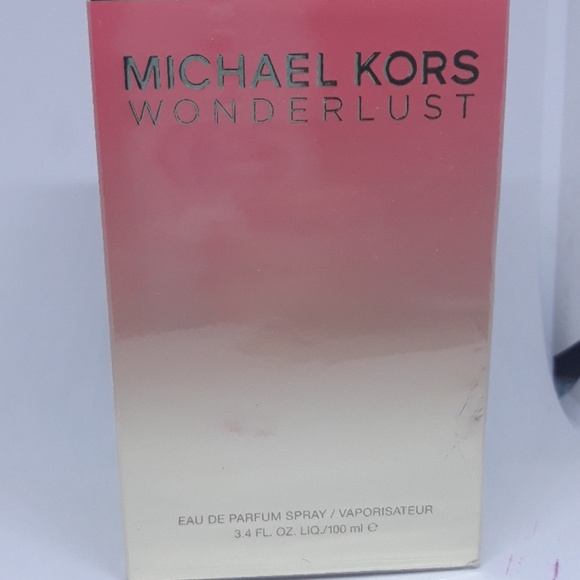 MICHAEL KORS
WONDERLUST
EAU DE PARFUM SPRAY / VAPORISATEUR
3.4 FL. OZ. LIQ./100 ml ℮